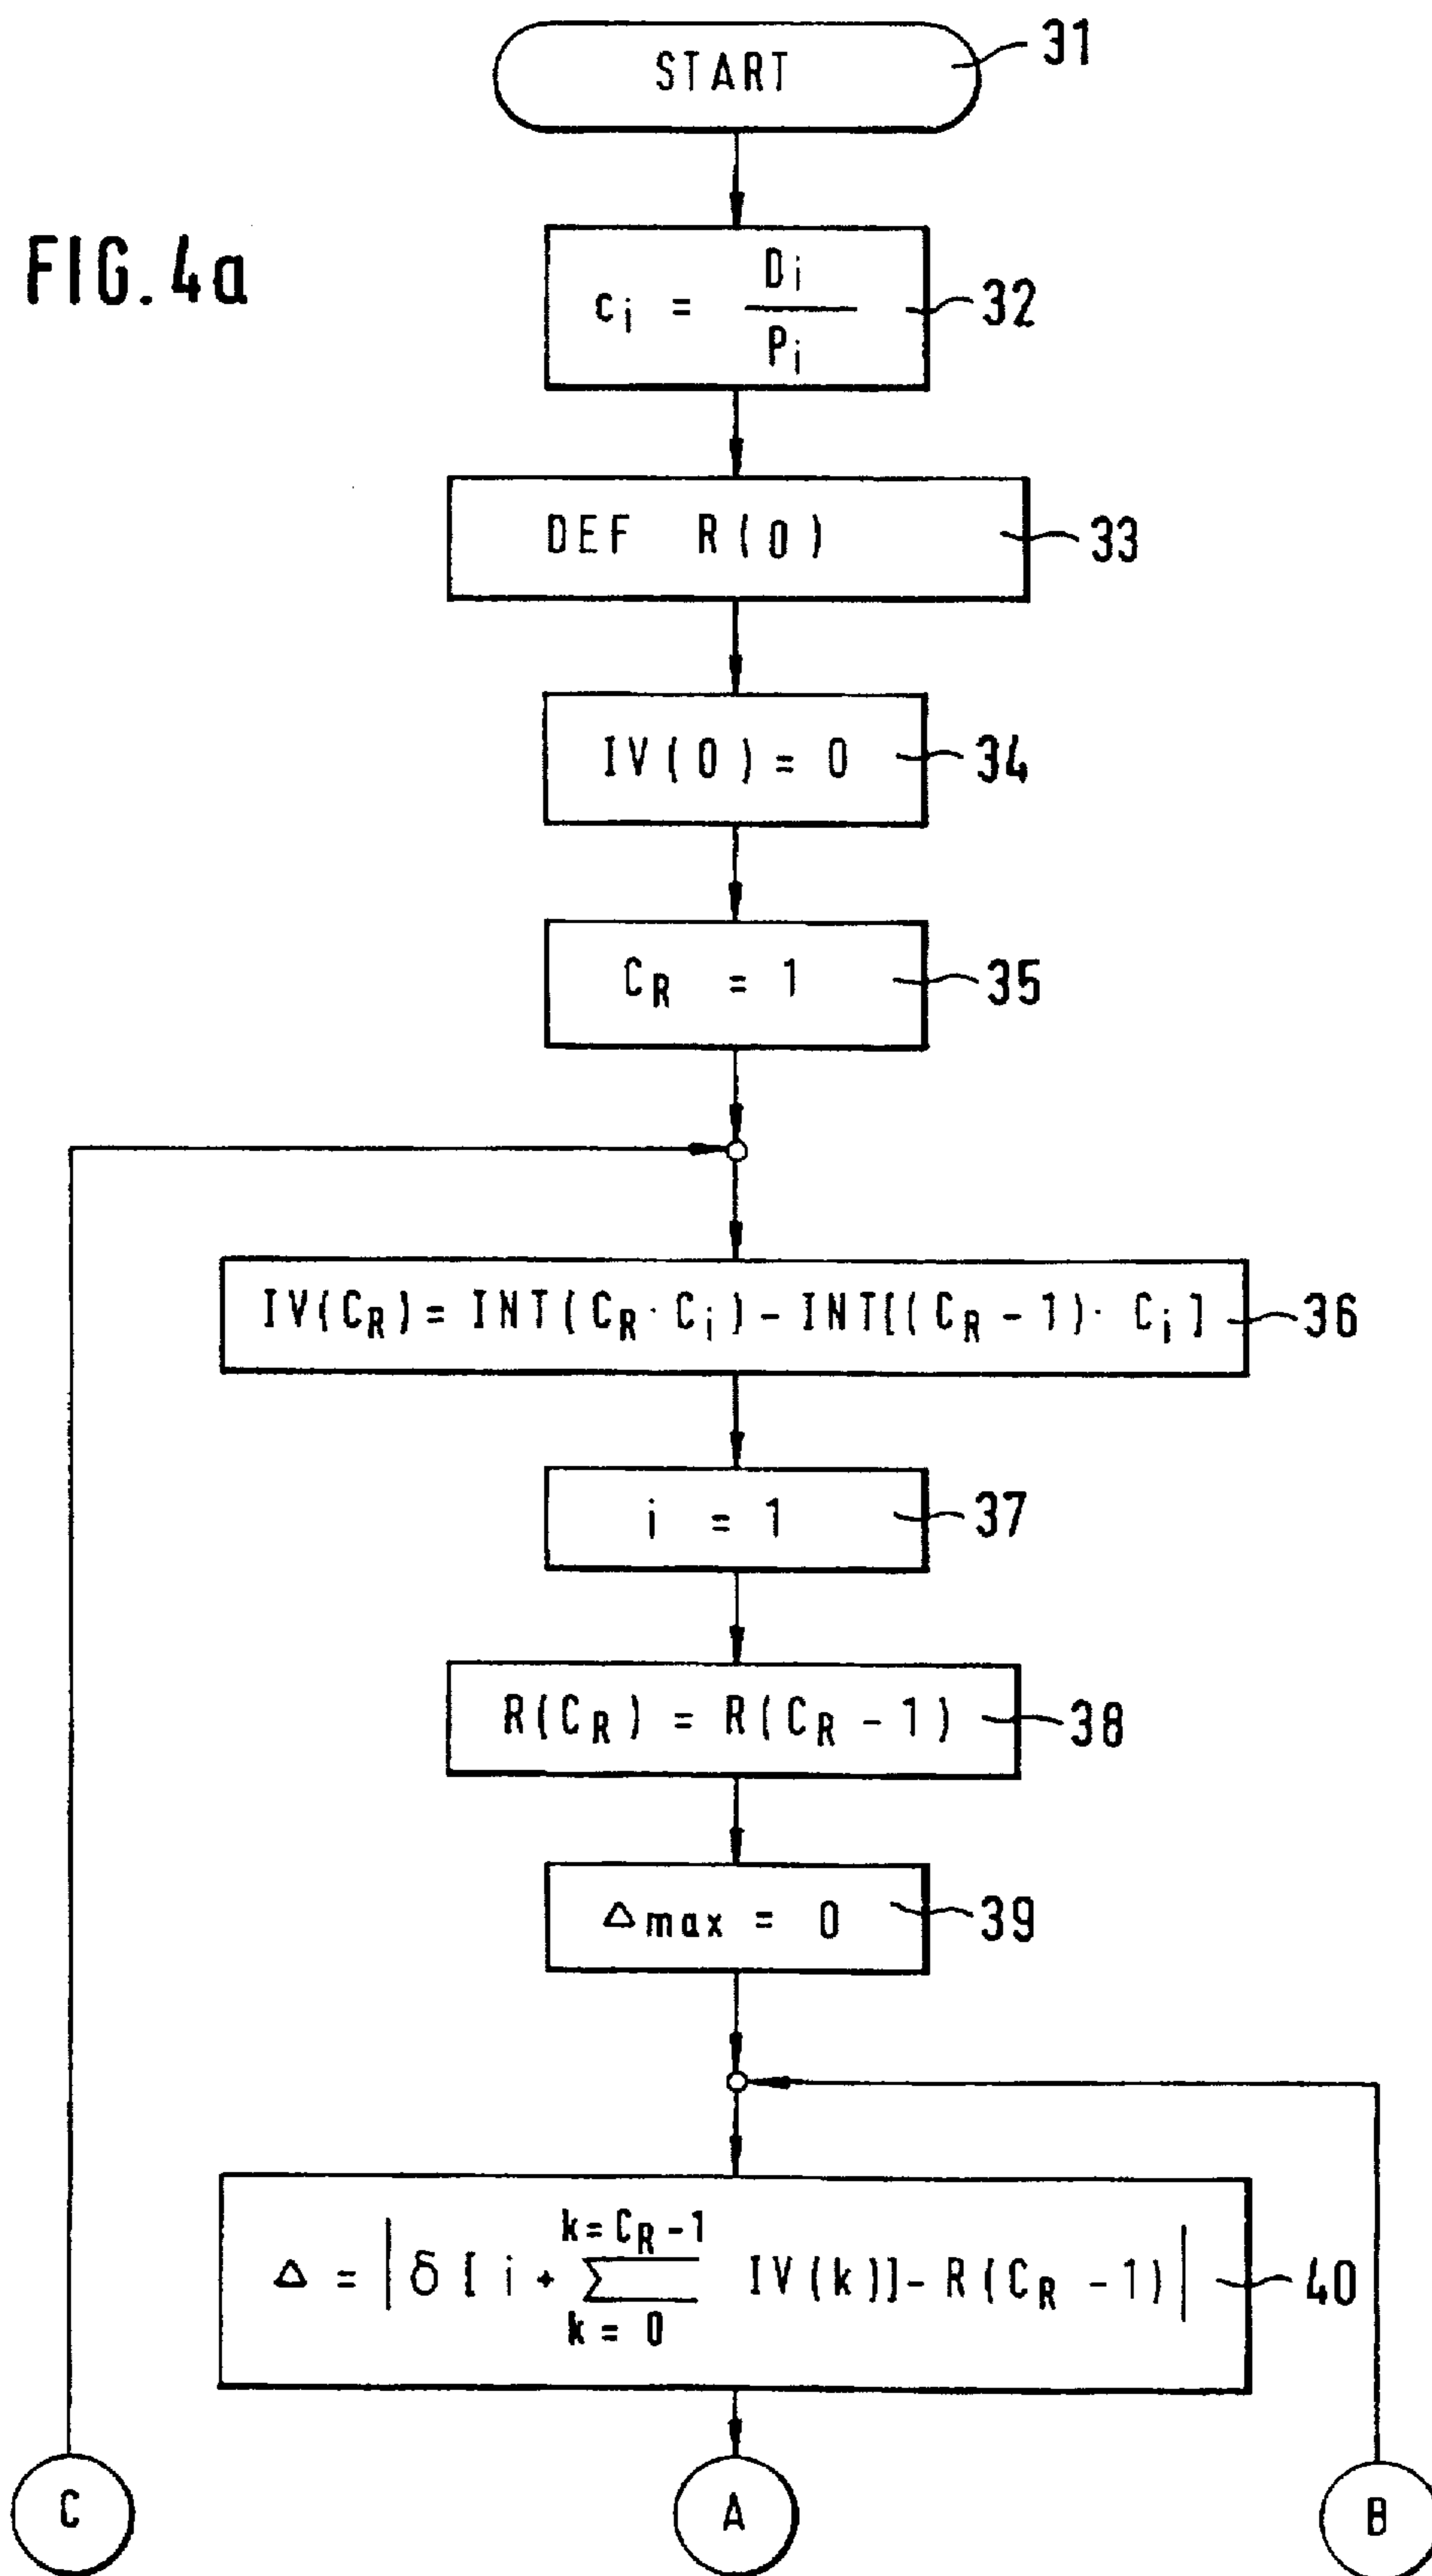 START 31
FIG. 4a
c_i = D_i / P_i 32
DEF R(0) 33
IV(0) = 0 34
C_R = 1 35
IV(C_R) = INT(C_R · C_i) - INT[(C_R - 1) · C_i] 36
i = 1 37
R(C_R) = R(C_R - 1) 38
Δmax = 0 39
k = C_R - 1
Δ = | δ [ i + ∑ IV(k)] - R(C_R - 1) | 40
k = 0
C A B